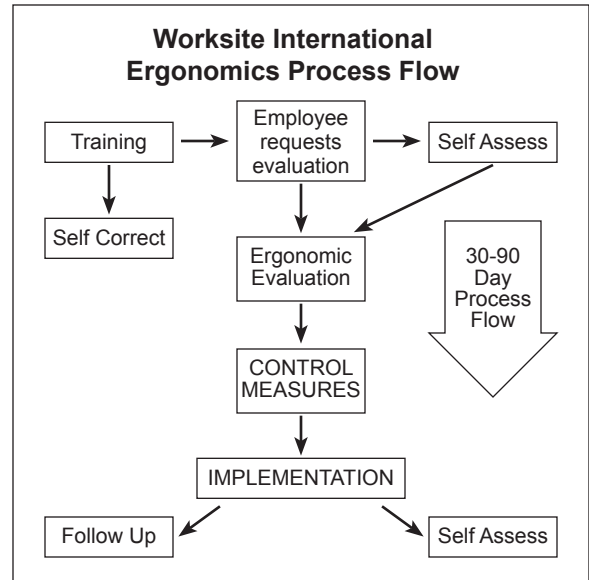 Worksite International
Ergonomics Process Flow
Training
Employee
requests
evaluation
Self Assess
Self Correct
Ergonomic
Evaluation
30-90
Day
Process
Flow
CONTROL
MEASURES
IMPLEMENTATION
Follow Up
Self Assess